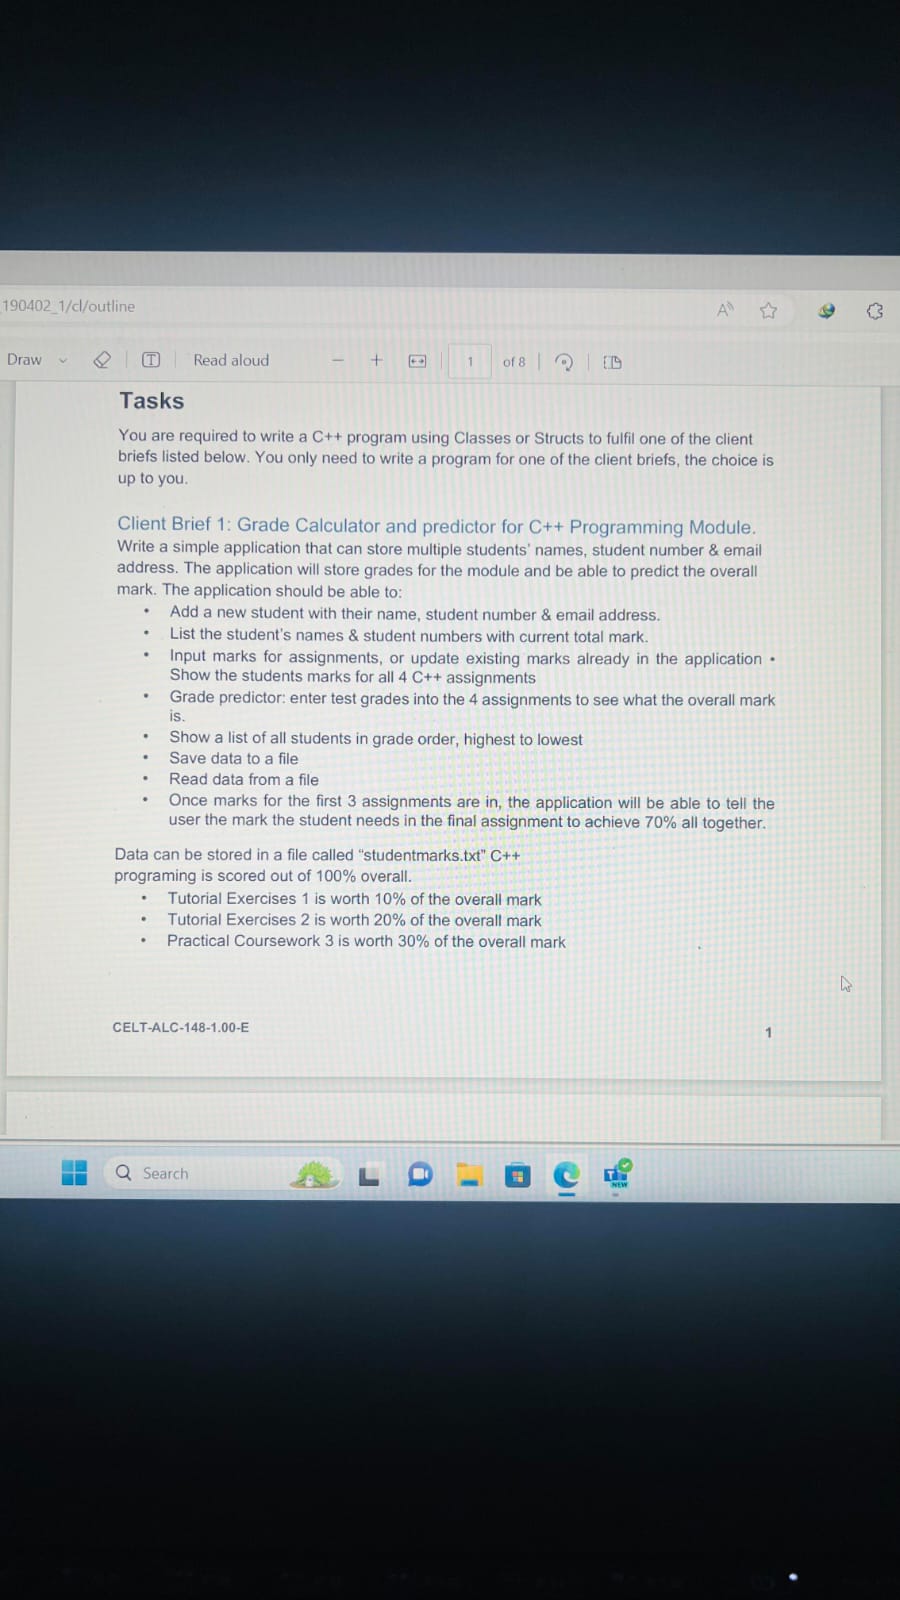 190402_1/cl/outline
Draw
Read aloud
1
of 8
Tasks
You are required to write a C++ program using Classes or Structs to fulfil one of the client
briefs listed below. You only need to write a program for one of the client briefs, the choice is
up to you.
Client Brief 1: Grade Calculator and predictor for C++ Programming Module.
Write a simple application that can store multiple students' names, student number & email
address. The application will store grades for the module and be able to predict the overall
mark. The application should be able to:
• Add a new student with their name, student number & email address.
• List the student's names & student numbers with current total mark.
• Input marks for assignments, or update existing marks already in the application •
Show the students marks for all 4 C++ assignments
• Grade predictor: enter test grades into the 4 assignments to see what the overall mark
is.
• Show a list of all students in grade order, highest to lowest
• Save data to a file
• Read data from a file
• Once marks for the first 3 assignments are in, the application will be able to tell the
user the mark the student needs in the final assignment to achieve 70% all together.
Data can be stored in a file called "studentmarks.txt" C++
programing is scored out of 100% overall.
• Tutorial Exercises 1 is worth 10% of the overall mark
• Tutorial Exercises 2 is worth 20% of the overall mark
• Practical Coursework 3 is worth 30% of the overall mark
CELT-ALC-148-1.00-E
1
Search
NEW